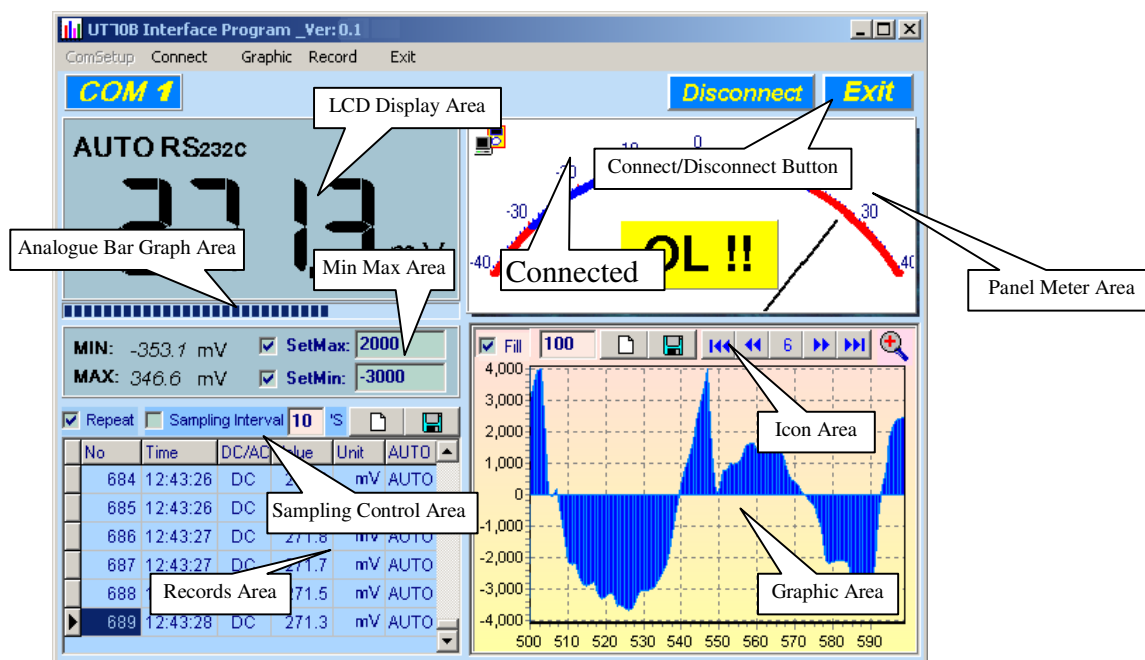 UT70B Interface Program _Ver: 0.1
ComSetup Connect Graphic Record Exit
COM 1
Disconnect Exit
LCD Display Area
AUTO RS232C
271.3 mV
Analogue Bar Graph Area
Min Max Area
-40 -30 -20 -10 0 30 40
Connect/Disconnect Button
OL !!
Connected
Panel Meter Area
MIN: -353.1 mV SetMax: 2000
MAX: 346.6 mV SetMin: -3000
Repeat Sampling Interval 10 'S
No Time DC/AC Value Unit AUTO
684 12:43:26 DC mV AUTO
685 12:43:26 DC
Sampling Control Area
686 12:43:27 DC 271.8 mV AUTO
687 12:43:27 DC 271.7 mV AUTO
Records Area
688 271.5 mV AUTO
689 12:43:28 DC 271.3 mV AUTO
Fill 100 6
Icon Area
4,000
3,000
2,000
1,000
0
-1,000
-2,000
-3,000
-4,000
Graphic Area
500 510 520 530 540 550 560 570 580 590